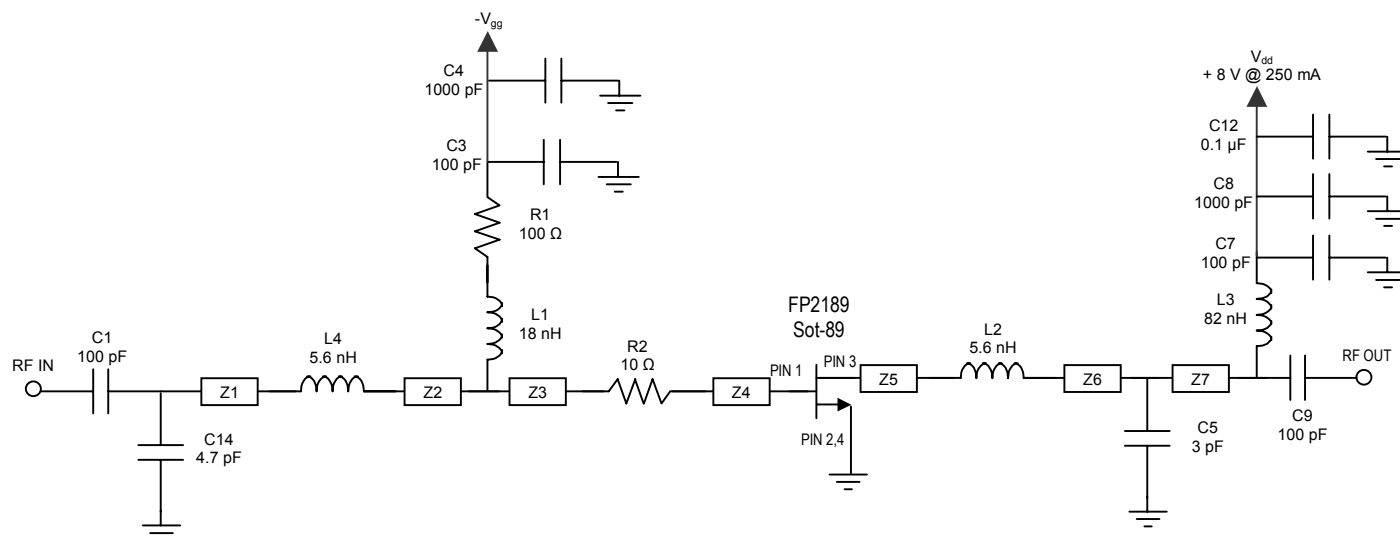 -Vgg
C4
1000 pF
C3
100 pF
R1
100 Ω
L1
18 nH
RF IN
C1
100 pF
C14
4.7 pF
Z1
L4
5.6 nH
Z2
Z3
R2
10 Ω
Z4
FP2189
Sot-89
PIN 1
PIN 3
PIN 2,4
Z5
L2
5.6 nH
Z6
C5
3 pF
Z7
Vdd
+ 8 V @ 250 mA
C12
0.1 µF
C8
1000 pF
C7
100 pF
L3
82 nH
C9
100 pF
RF OUT